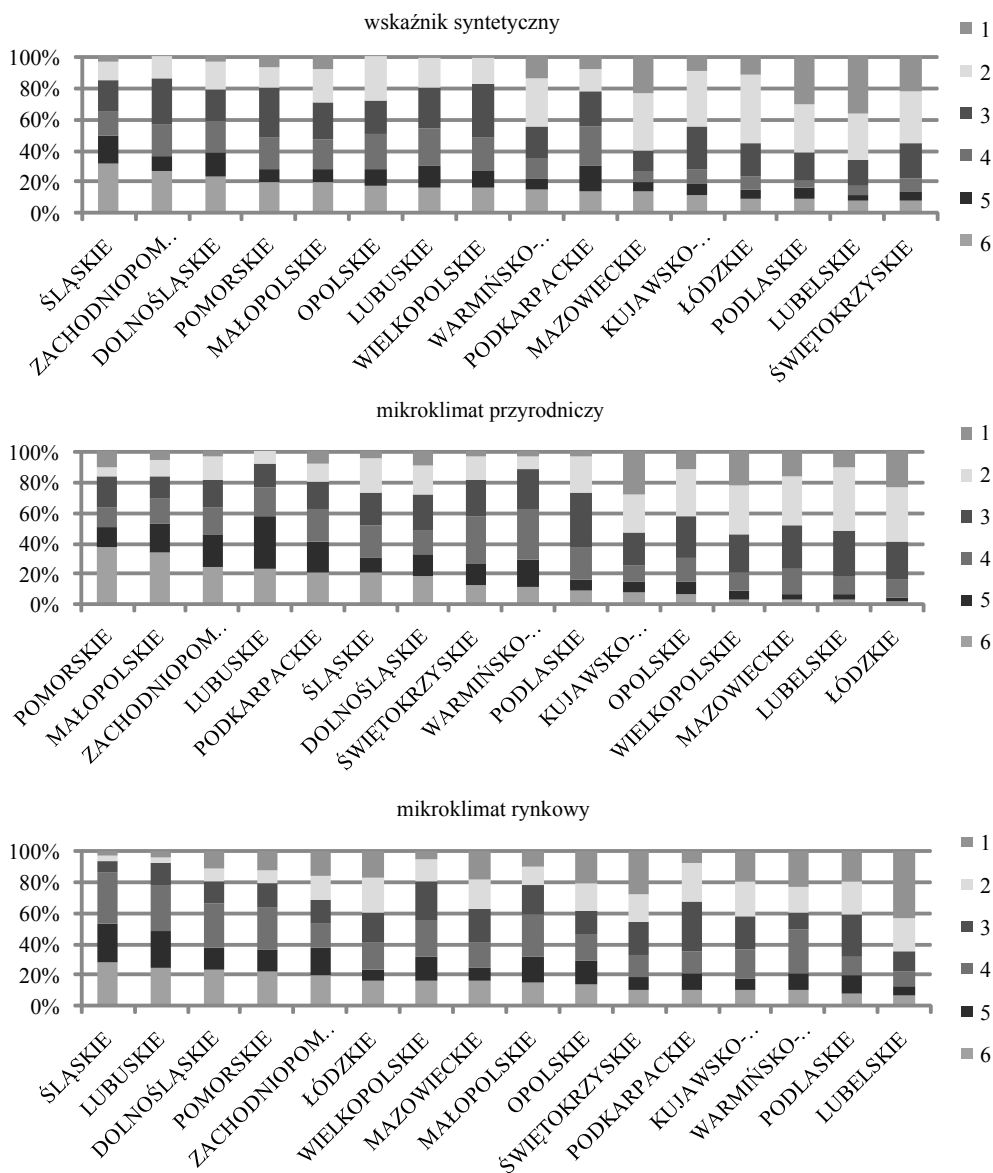 wskaźnik syntetyczny
100%
80%
60%
40%
20%
0%
ŚLĄSKIE
ZACHODNIOPOM..
DOLNOŚLĄSKIE
POMORSKIE
MAŁOPOLSKIE
OPOLSKIE
LUBUSKIE
WIELKOPOLSKIE
WARMIŃSKO-...
PODKARPACKIE
MAZOWIECKIE
KUJAWSKO-...
ŁÓDZKIE
PODLASKIE
LUBELSKIE
ŚWIĘTOKRZYSKIE
1
2
3
4
5
6
mikroklimat przyrodniczy
100%
80%
60%
40%
20%
0%
POMORSKIE
MAŁOPOLSKIE
ZACHODNIOPOM..
LUBUSKIE
PODKARPACKIE
ŚLĄSKIE
DOLNOŚLĄSKIE
ŚWIĘTOKRZYSKIE
WARMIŃSKO-...
PODLASKIE
KUJAWSKO-...
OPOLSKIE
WIELKOPOLSKIE
MAZOWIECKIE
LUBELSKIE
ŁÓDZKIE
1
2
3
4
5
6
mikroklimat rynkowy
100%
80%
60%
40%
20%
0%
ŚLĄSKIE
LUBUSKIE
DOLNOŚLĄSKIE
POMORSKIE
ZACHODNIOPOM..
ŁÓDZKIE
WIELKOPOLSKIE
MAZOWIECKIE
MAŁOPOLSKIE
OPOLSKIE
ŚWIĘTOKRZYSKIE
PODKARPACKIE
KUJAWSKO-...
WARMIŃSKO-...
PODLASKIE
LUBELSKIE
1
2
3
4
5
6